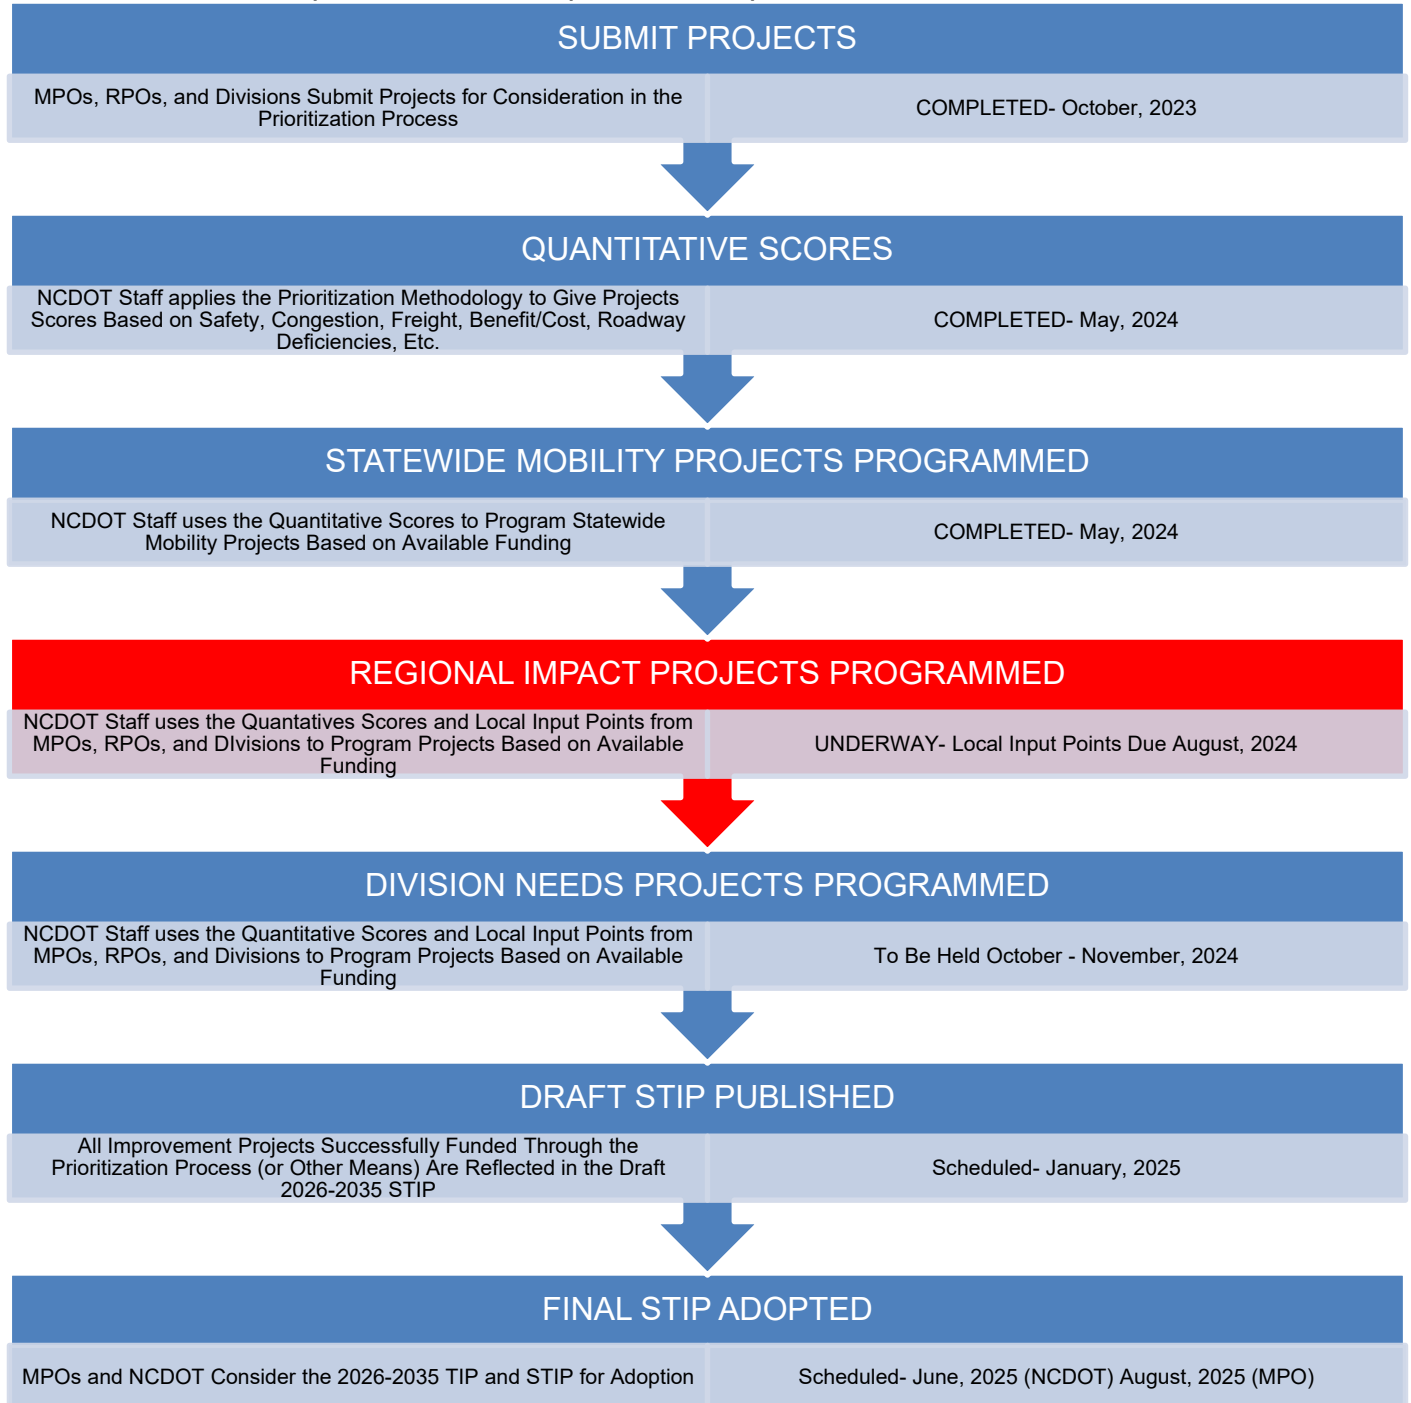 SUBMIT PROJECTS
MPOs, RPOs, and Divisions Submit Projects for Consideration in the
Prioritization Process
COMPLETED- October, 2023
QUANTITATIVE SCORES
NCDOT Staff applies the Prioritization Methodology to Give Projects
Scores Based on Safety, Congestion, Freight, Benefit/Cost, Roadway
Deficiencies, Etc.
COMPLETED- May, 2024
STATEWIDE MOBILITY PROJECTS PROGRAMMED
NCDOT Staff uses the Quantitative Scores to Program Statewide
Mobility Projects Based on Available Funding
COMPLETED- May, 2024
REGIONAL IMPACT PROJECTS PROGRAMMED
NCDOT Staff uses the Quantatives Scores and Local Input Points from
MPOs, RPOs, and DIvisions to Program Projects Based on Available
Funding
UNDERWAY- Local Input Points Due August, 2024
DIVISION NEEDS PROJECTS PROGRAMMED
NCDOT Staff uses the Quantitative Scores and Local Input Points from
MPOs, RPOs, and Divisions to Program Projects Based on Available
Funding
To Be Held October - November, 2024
DRAFT STIP PUBLISHED
All Improvement Projects Successfully Funded Through the
Prioritization Process (or Other Means) Are Reflected in the Draft
2026-2035 STIP
Scheduled- January, 2025
FINAL STIP ADOPTED
MPOs and NCDOT Consider the 2026-2035 TIP and STIP for Adoption
Scheduled- June, 2025 (NCDOT) August, 2025 (MPO)